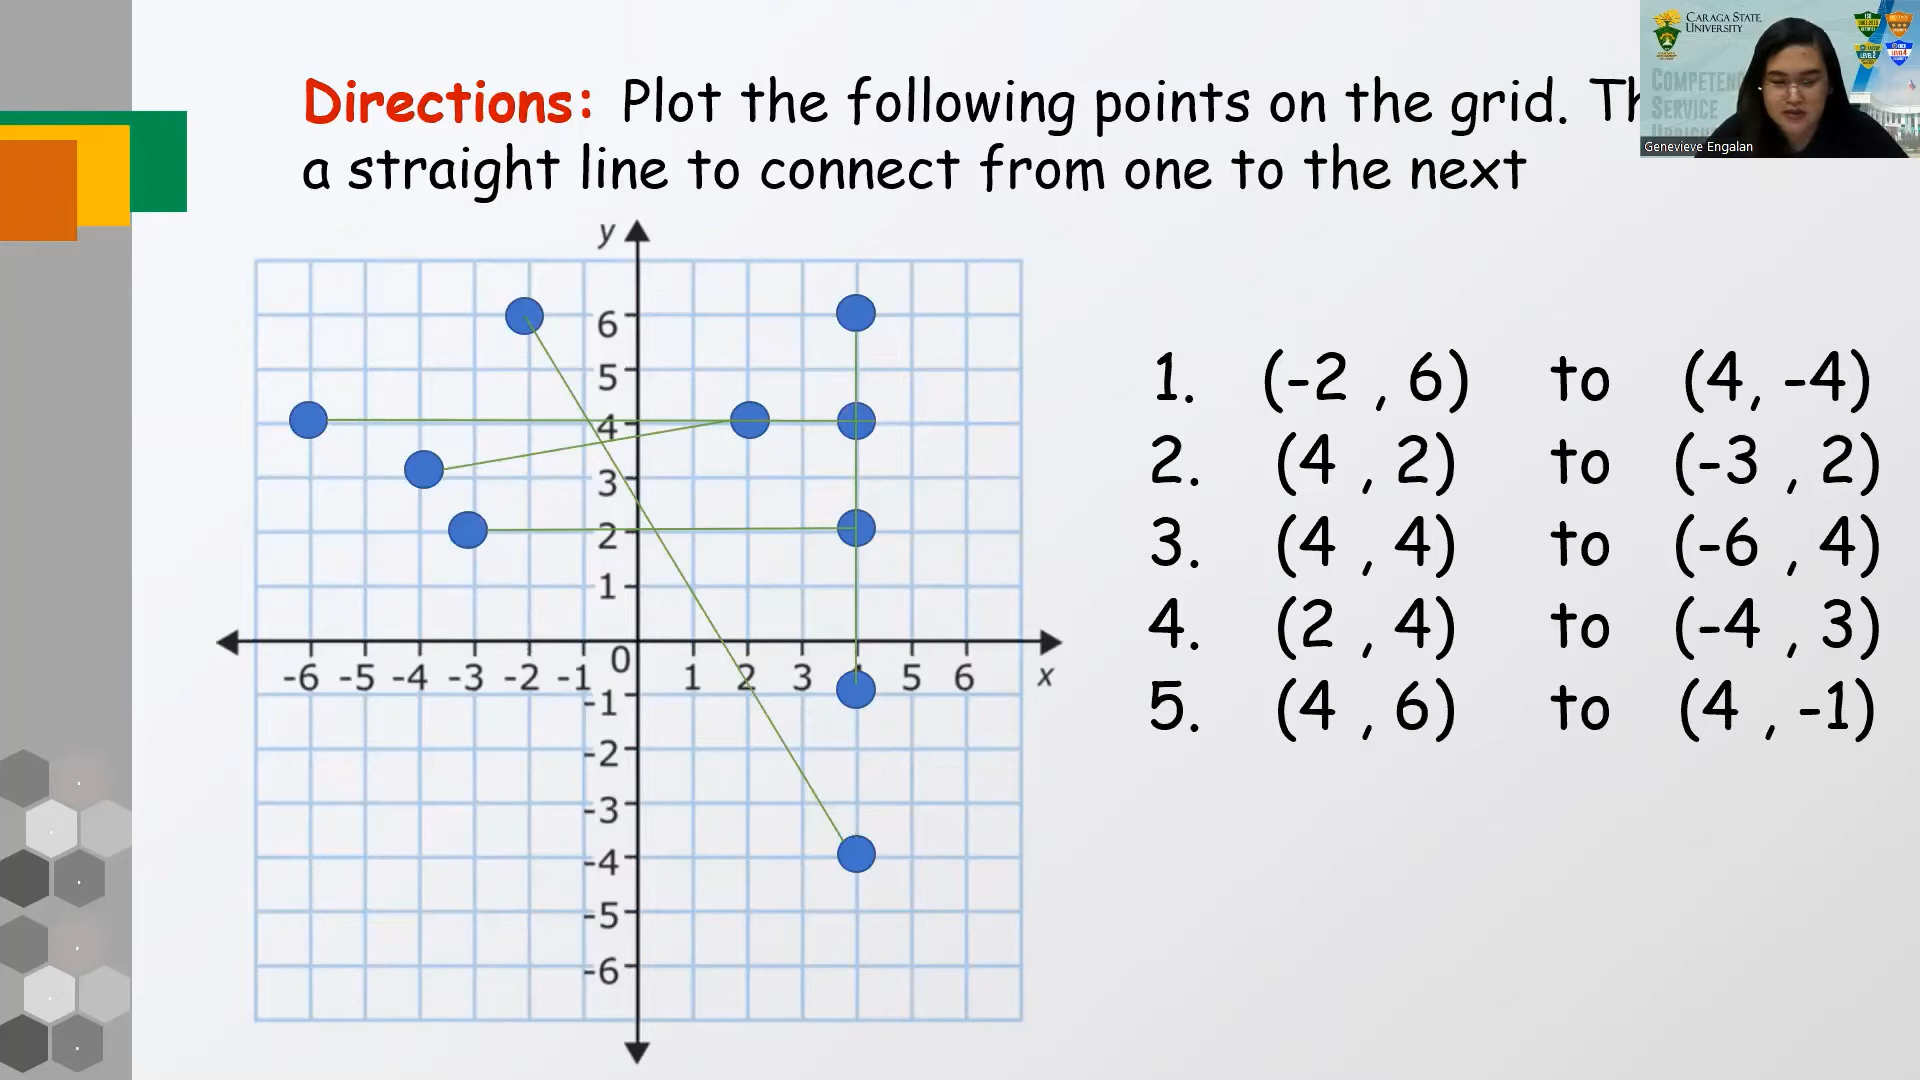 CARAGA STATE
UNIVERSITY
COMPETEN
SERVICE
Genevieve Engalan
Directions: Plot the following points on the grid. Th
a straight line to connect from one to the next
y
6
5
4
3
2
1
0
-6 -5 -4 -3 -2 -1 1 2 3 4 5 6 x
-1
-2
-3
-4
-5
-6
1. (-2 , 6) to (4, -4)
2. (4 , 2) to (-3 , 2)
3. (4 , 4) to (-6 , 4)
4. (2 , 4) to (-4 , 3)
5. (4 , 6) to (4 , -1)